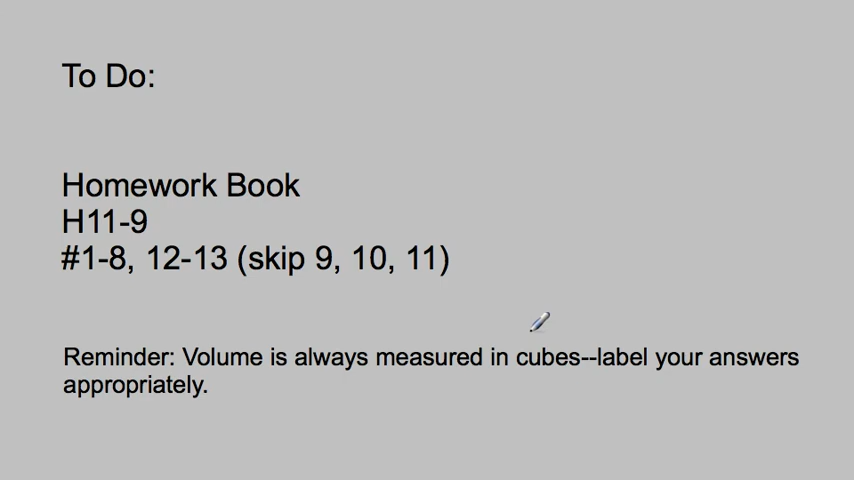 To Do:
Homework Book
H11-9
#1-8, 12-13 (skip 9, 10, 11)
Reminder: Volume is always measured in cubes--label your answers
appropriately.